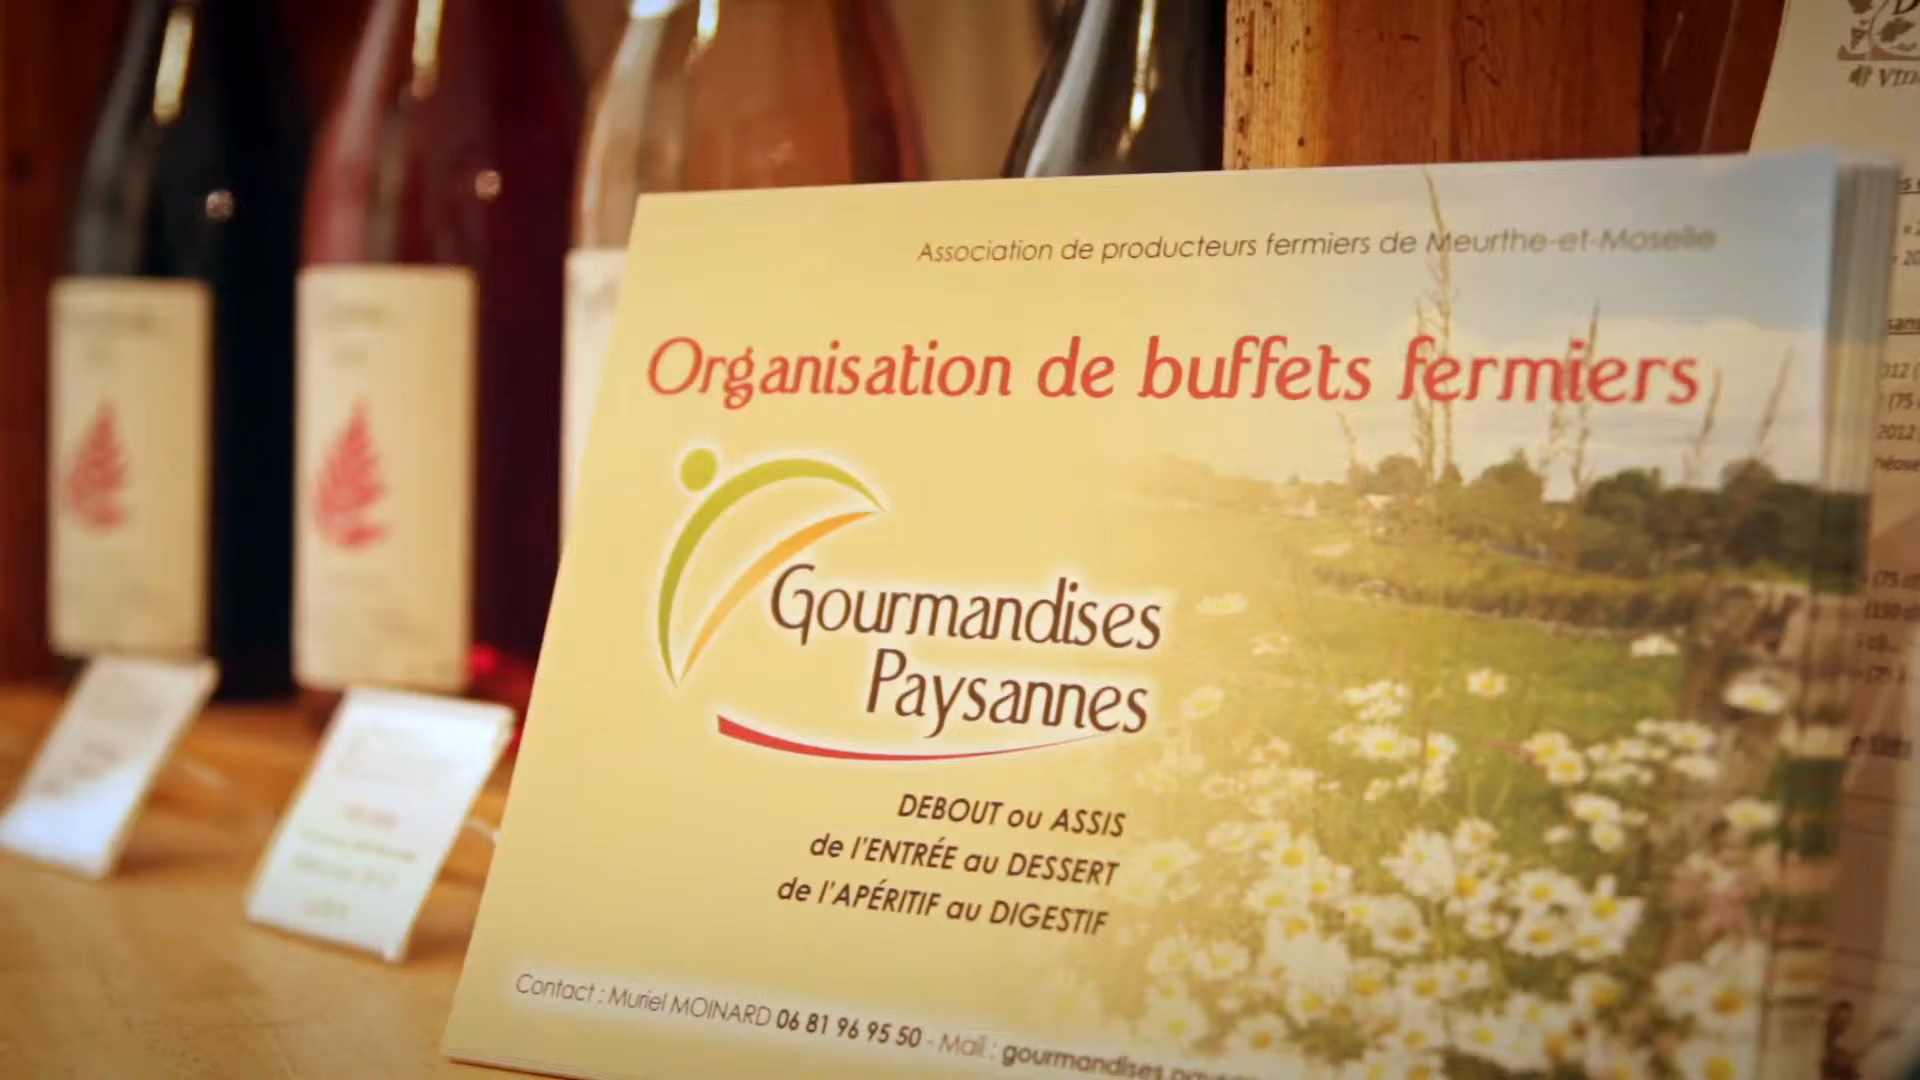 Association de producteurs fermiers de Meurthe-et-Moselle
Organisation de buffets fermiers
Gourmandises
Paysannes
DEBOUT ou ASSIS
de l'ENTRÉE au DESSERT
de l'APÉRITIF au DIGESTIF
Contact : Muriel MOINARD 06 81 96 95 50 - Mail : gourmandises